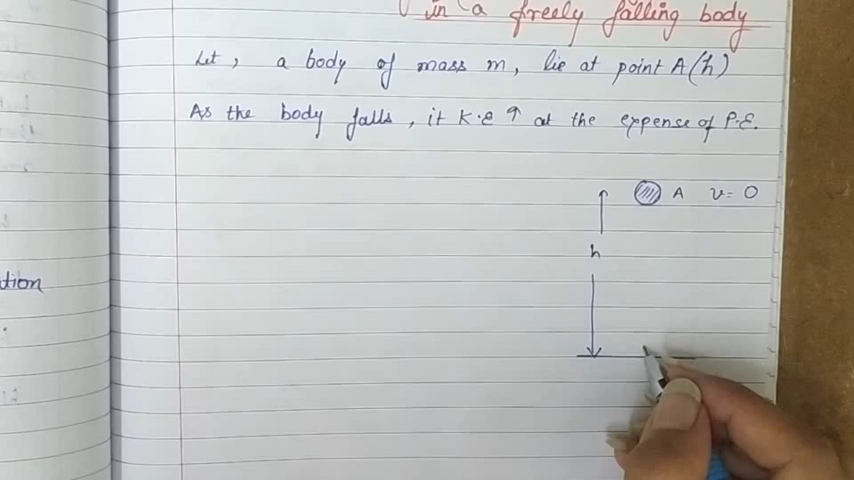 in a freely falling body
Let, a body of mass m, lie at point A(h)
As the body falls, it K.E ↑ at the expense of P.E.
A v= 0
h
tion
12